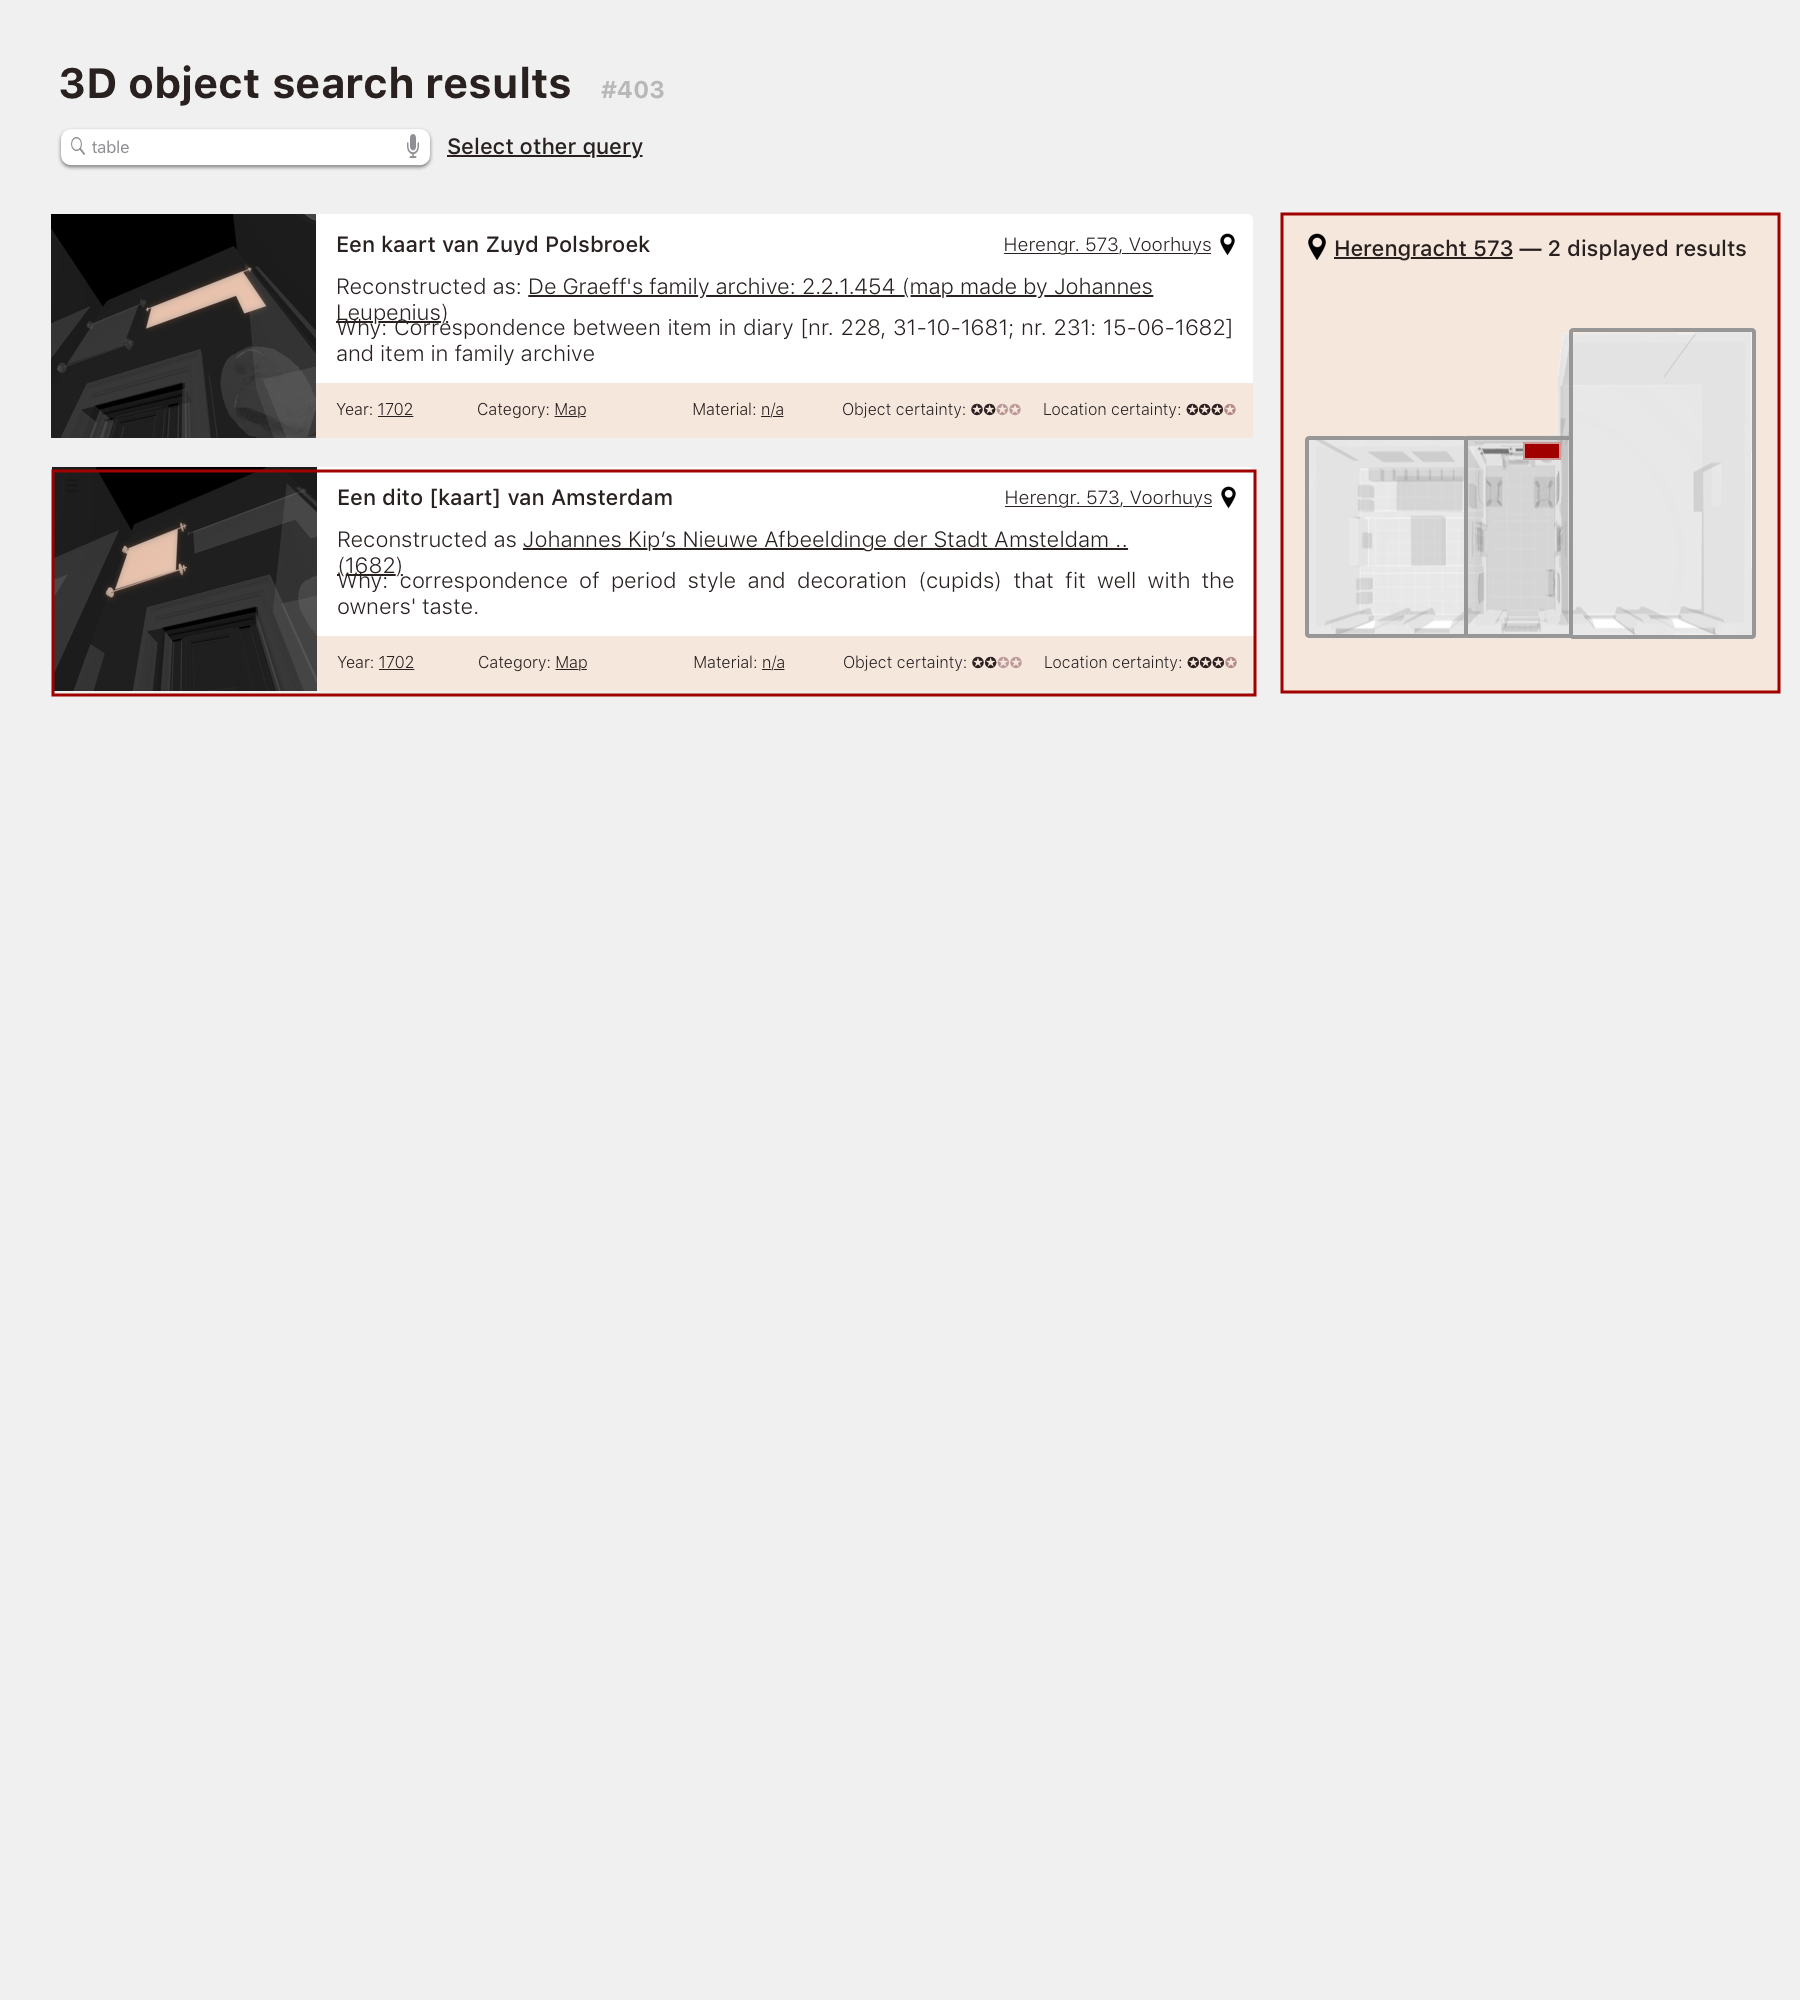 3D object search results #403
table
Select other query
Een kaart van Zuyd Polsbroek
Herengr. 573, Voorhuys
Reconstructed as: De Graeff's family archive: 2.2.1.454 (map made by Johannes
Leupenius)
Why: Correspondence between item in diary [nr. 228, 31-10-1681; nr. 231: 15-06-1682]
and item in family archive
Year: 1702 Category: Map Material: n/a Object certainty: ✪✪✪✪ Location certainty: ✪✪✪✪
Een dito [kaart] van Amsterdam
Herengr. 573, Voorhuys
Reconstructed as Johannes Kip’s Nieuwe Afbeeldinge der Stadt Amsteldam ..
(1682)
Why: correspondence of period style and decoration (cupids) that fit well with the
owners' taste.
Year: 1702 Category: Map Material: n/a Object certainty: ✪✪✪✪ Location certainty: ✪✪✪✪
Herengracht 573 — 2 displayed results